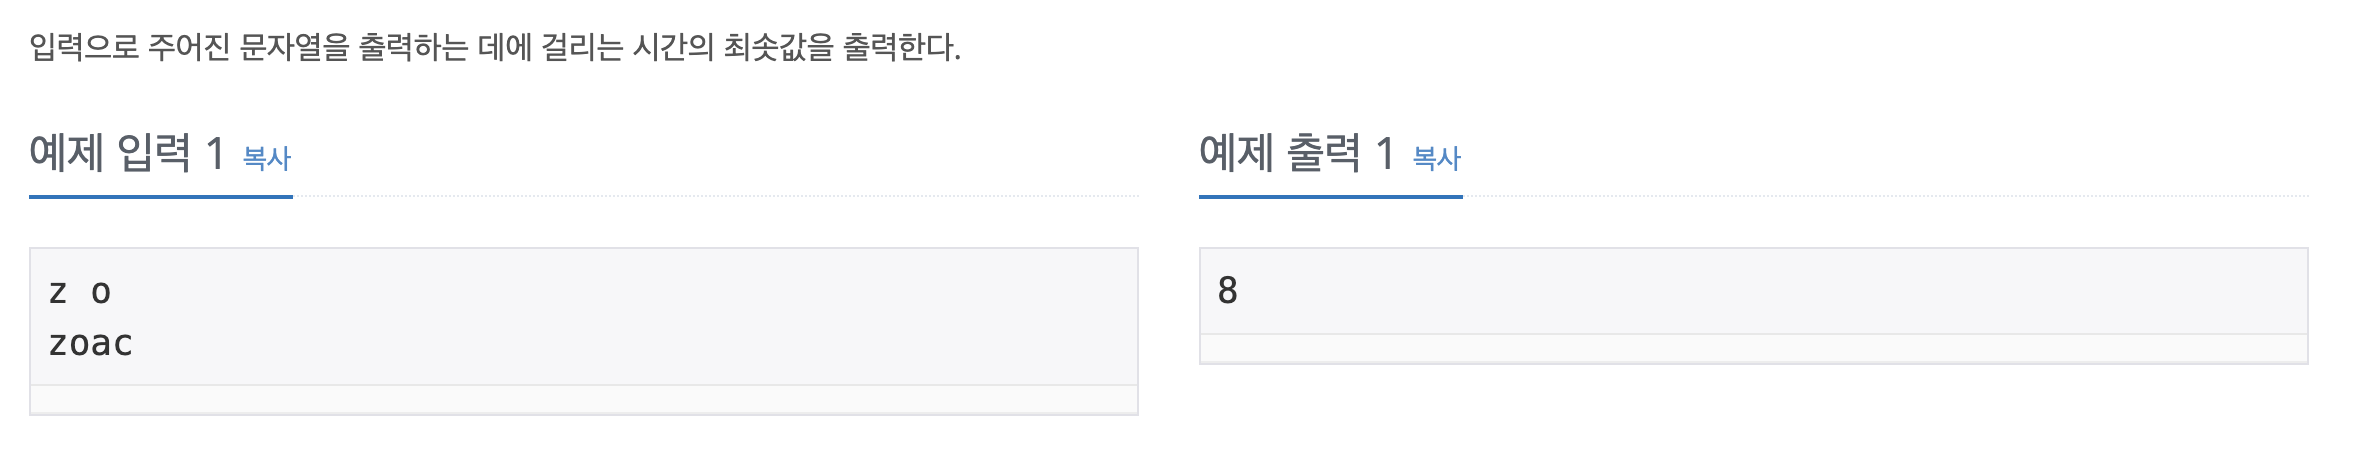 입력으로 주어진 문자열을 출력하는 데에 걸리는 시간의 최솟값을 출력한다.
예제 입력 1 복사
z o
zoac
예제 출력 1 복사
8